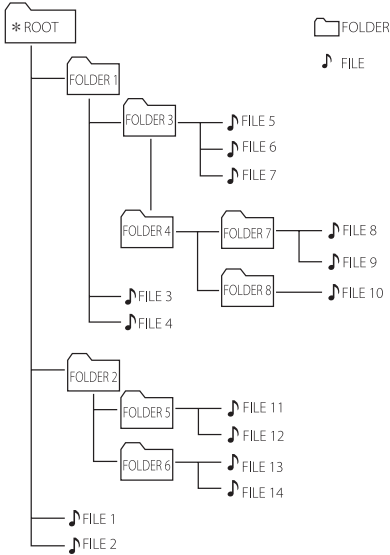 * ROOT
FOLDER
FILE
FOLDER 1
FOLDER 3
FILE 5
FILE 6
FILE 7
FOLDER 4
FOLDER 7
FILE 8
FILE 9
FOLDER 8
FILE 10
FILE 3
FILE 4
FOLDER 2
FOLDER 5
FILE 11
FILE 12
FOLDER 6
FILE 13
FILE 14
FILE 1
FILE 2